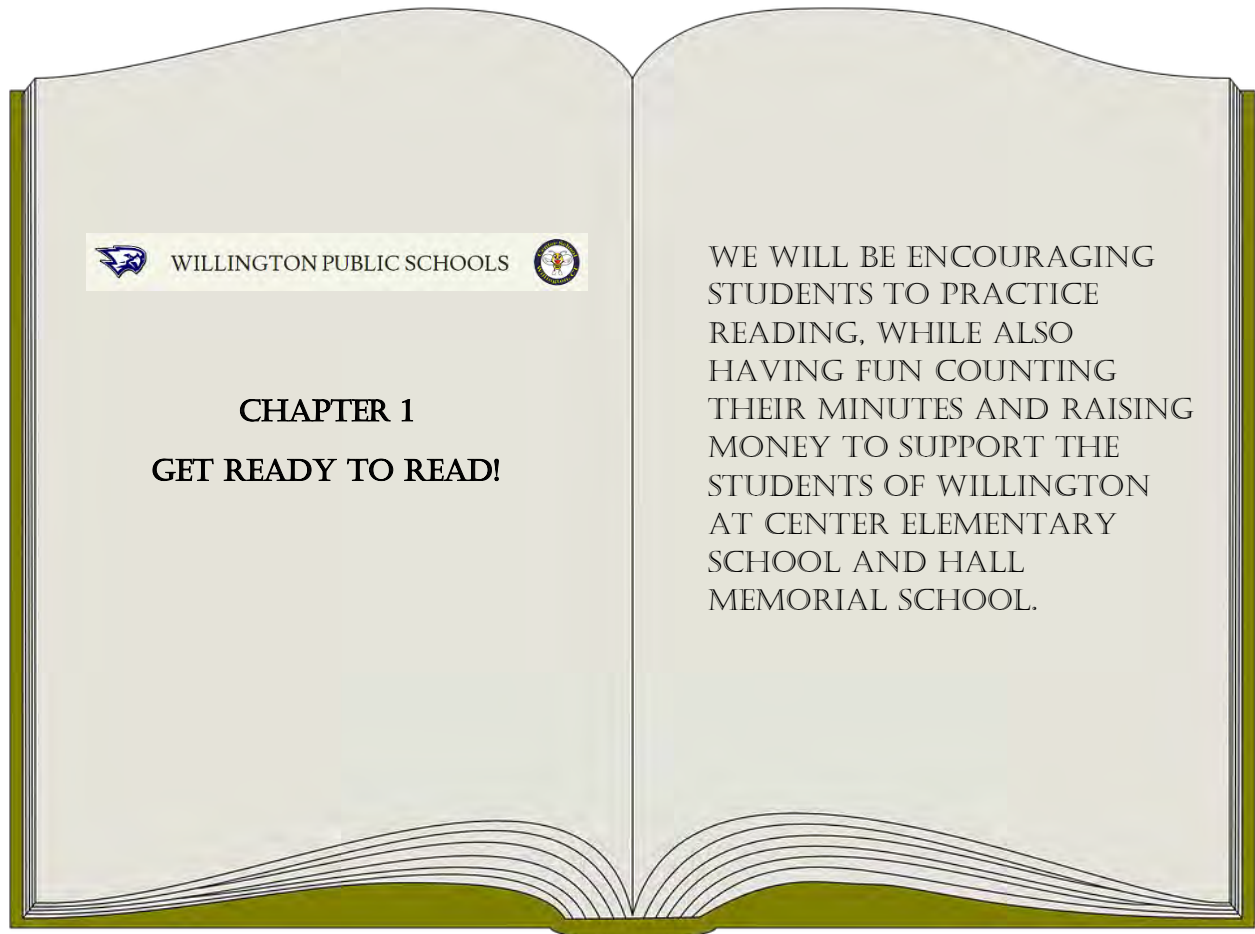 WILLINGTON PUBLIC SCHOOLS
CHAPTER 1
GET READY TO READ!
WE WILL BE ENCOURAGING
STUDENTS TO PRACTICE
READING, WHILE ALSO
HAVING FUN COUNTING
THEIR MINUTES AND RAISING
MONEY TO SUPPORT THE
STUDENTS OF WILLINGTON
AT CENTER ELEMENTARY
SCHOOL AND HALL
MEMORIAL SCHOOL.